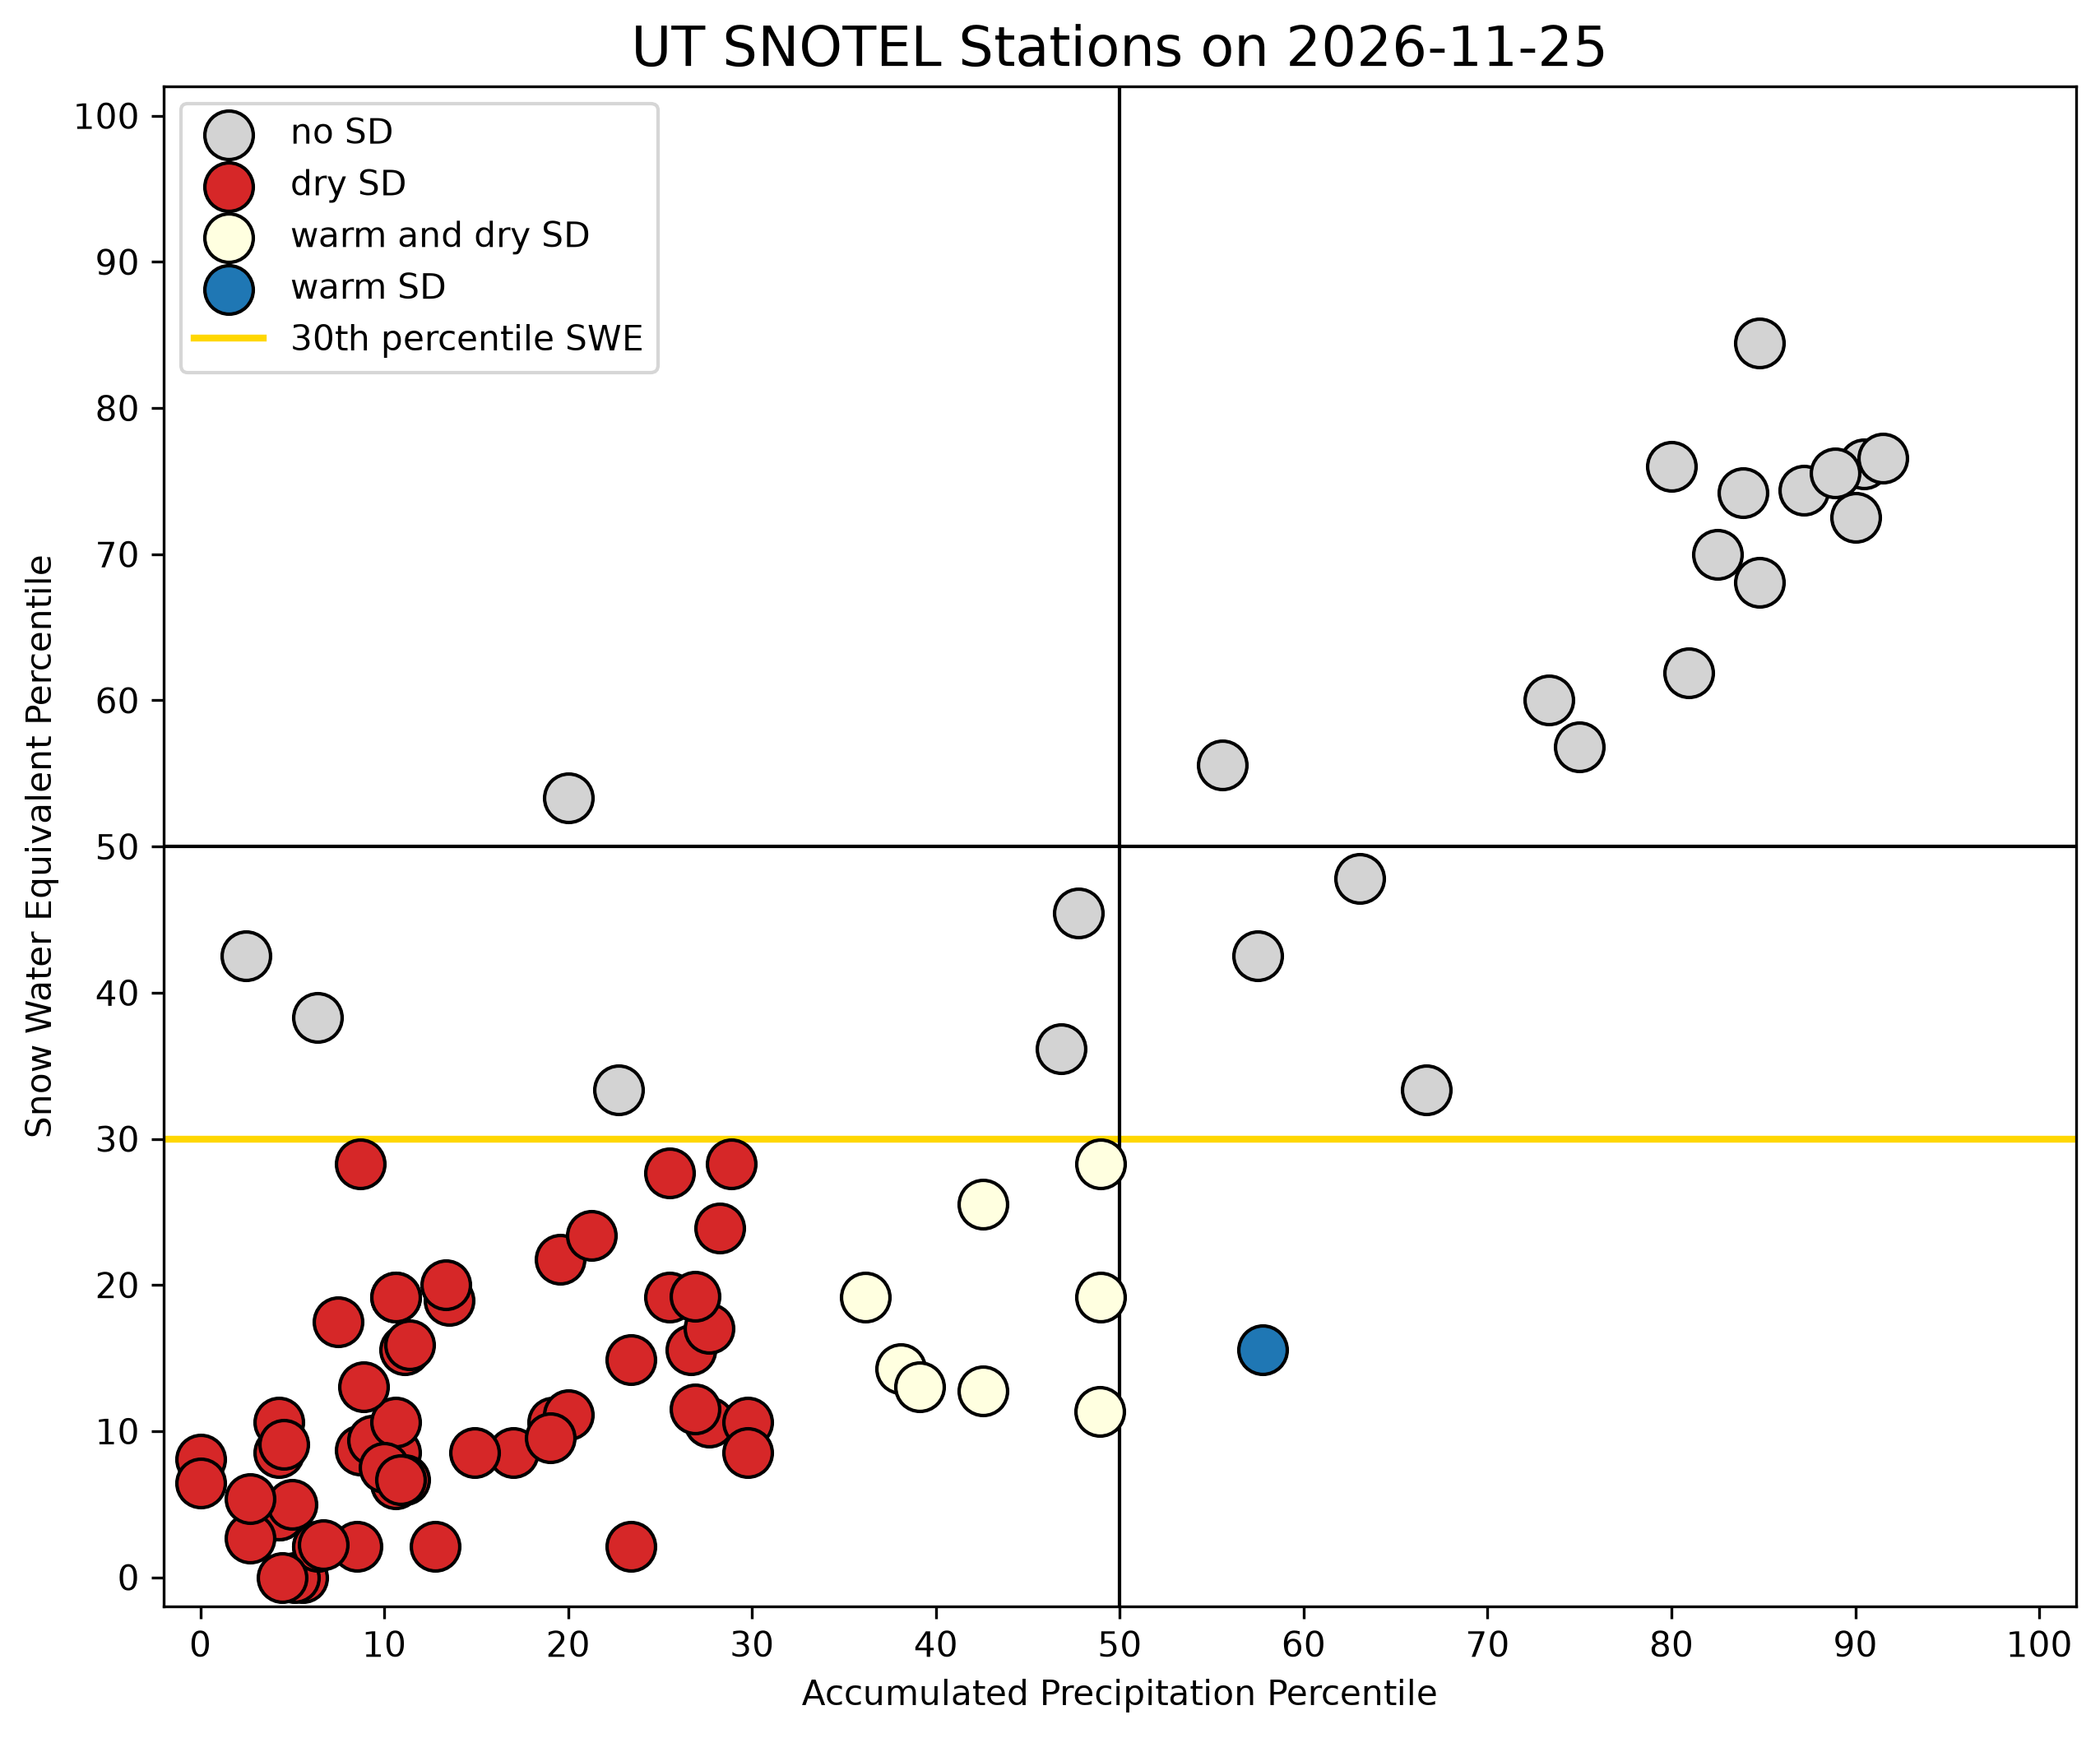 UT SNOTEL Stations on 2026-11-25
no SD
dry SD
warm and dry SD
warm SD
30th percentile SWE
Snow Water Equivalent Percentile
100
90
80
70
60
50
40
30
20
10
0
0 10 20 30 40 50 60 70 80 90 100
Accumulated Precipitation Percentile